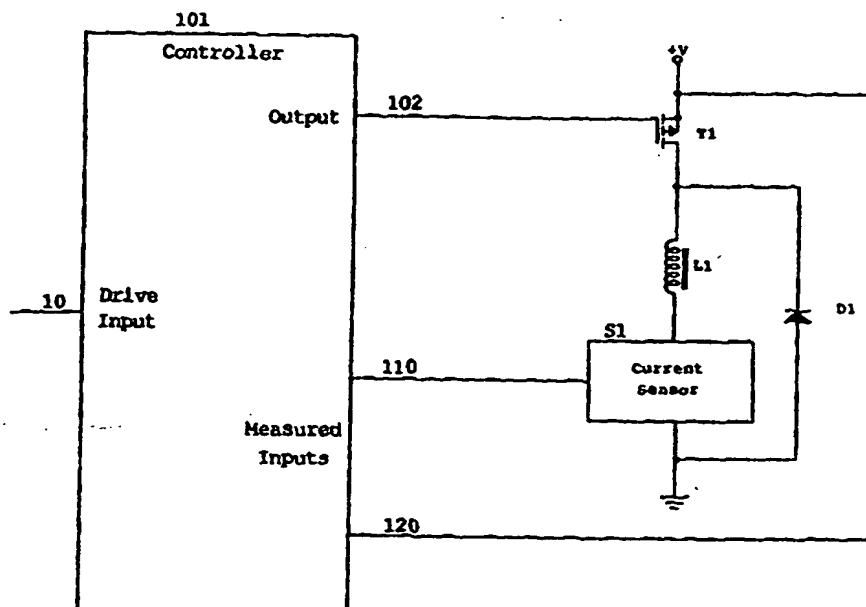 101
Controller
+V
Output
102
T1
L1
10
Drive
Input
D1
S1
Current
Sensor
110
Measured
Inputs
120